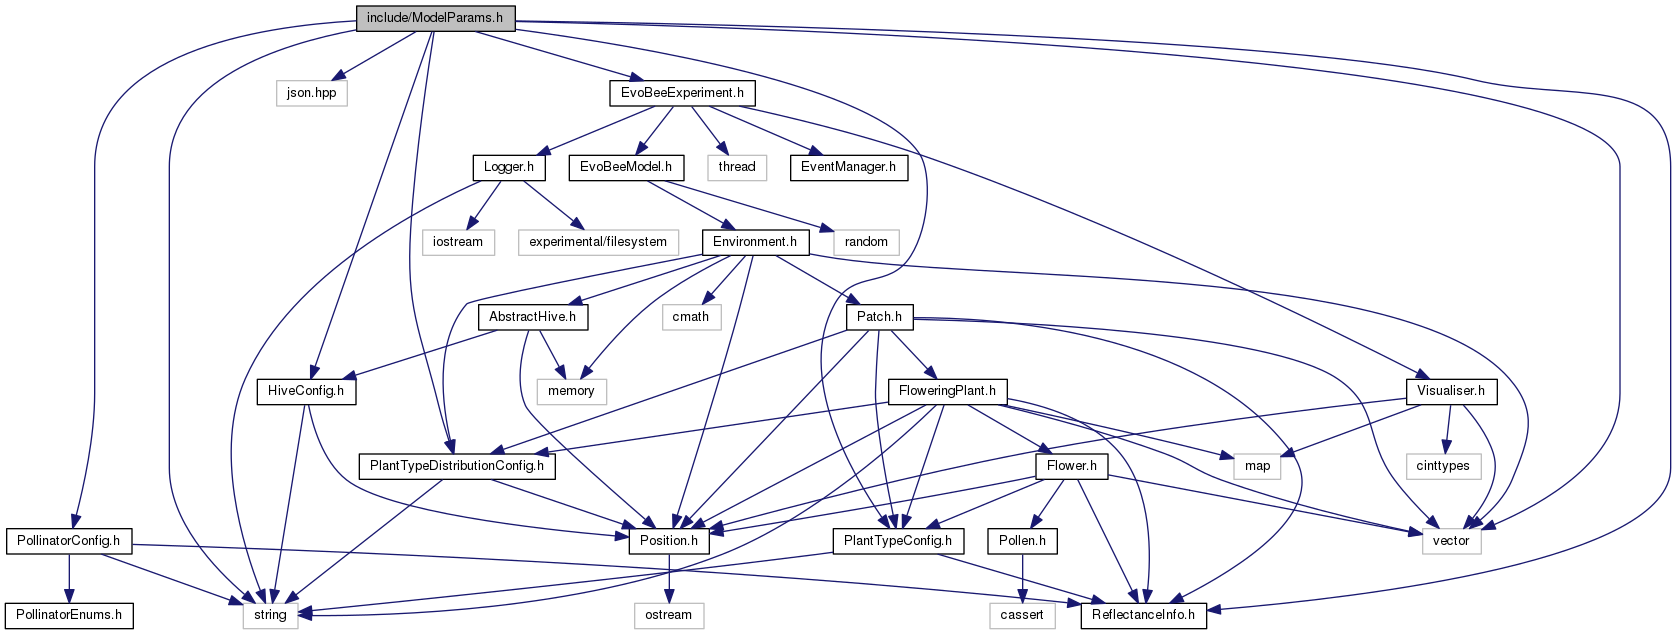 include/ModelParams.h
json.hpp
EvoBeeExperiment.h
Logger.h
EvoBeeModel.h
thread
EventManager.h
iostream
experimental/filesystem
Environment.h
random
AbstractHive.h
cmath
Patch.h
HiveConfig.h
memory
FloweringPlant.h
Visualiser.h
PlantTypeDistributionConfig.h
Flower.h
map
cinttypes
PollinatorConfig.h
Position.h
PlantTypeConfig.h
Pollen.h
vector
PollinatorEnums.h
string
ostream
cassert
ReflectanceInfo.h